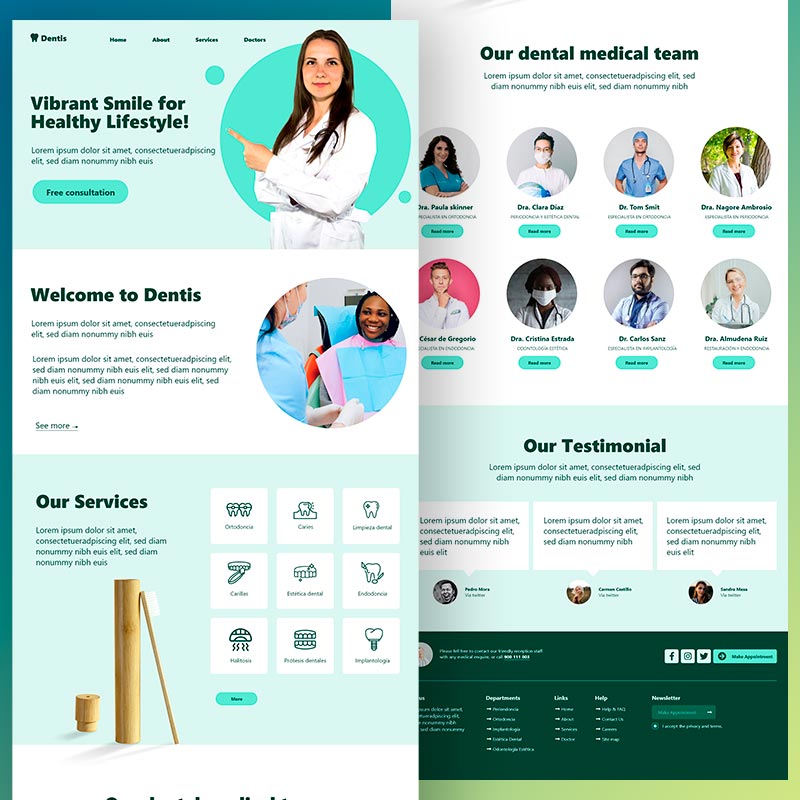 Dentis
Home
About
Services
Doctors
Vibrant Smile for
Healthy Lifestyle!
Lorem ipsum dolor sit amet, consectetueradpiscing
elit, sed diam nonummy nibh euis
Free consultation
Welcome to Dentis
Lorem ipsum dolor sit amet, consectetueradpiscing
elit, sed diam nonummy nibh euis
Lorem ipsum dolor sit amet, consectetueradpiscing elit,
sed diam nonummy nibh euis elit, sed diam nonummy
nibh euis elit, sed diam nonummy nibh euis elit, sed diam
nonummy nibh euis
See more →
Our Services
Lorem ipsum dolor sit amet,
consectetueradpiscing elit, sed diam
nonummy nibh euis elit, sed diam
nonummy nibh euis
Ortodoncia
Caries
Limpieza dental
Carillas
Estetica dental
Endodoncia
Halitosis
Protesis dentales
Implantologia
More
Our dental medical team
Lorem ipsum dolor sit amet, consectetueradpiscing elit, sed
diam nonummy nibh euis elit, sed diam nonummy nibh
Dra. Paula skinner
ESPECIALISTA EN ORTODONCIA
Read more
Dra. Clara Díaz
PERIODONCIA Y ESTÉTICA DENTAL
Read more
Dr. Tom Smit
ESPECIALISTA EN ORTODONCIA
Read more
Dra. Nagore Ambrosio
ESPECIALISTA EN PERIODONCIA
Read more
César de Gregorio
Read more
Dra. Cristina Estrada
ODONTOLOGÍA ESTÉTICA
Read more
Dr. Carlos Sanz
ESPECIALISTA EN IMPLANTOLOGÍA
Read more
Dra. Almudena Ruiz
RESTAURACIÓN Y ENDODONCIA
Read more
Our Testimonial
Lorem ipsum dolor sit amet, consectetueradpiscing elit, sed
diam nonummy nibh euis elit, sed diam nonummy nibh
Lorem ipsum dolor sit amet,
consectetueradpiscing elit,
sed diam nonummy nibh
euis elit
Pedro Mora
Via twitter
Lorem ipsum dolor sit amet,
consectetueradpiscing elit,
sed diam nonummy nibh
Carmen Castillo
Via twitter
Lorem ipsum dolor sit amet,
consectetueradpiscing elit,
sed diam nonummy nibh
euis elit
Sandra Mesa
Via twitter
Please fell free to contact our friendly reception staff
with any medical enquire, or call 900 111 003
Make Appointment
us
ipsum dolor sit amet,
Departments
Periodoncia
Ortodoncia
Implantología
Estética Dental
Odontología Estética
Links
Home
About
Services
Doctor
Help
Help & FAQ
Contact Us
Careers
Site map
Newsletter
Make Appointment
I accept the privacy and terms.